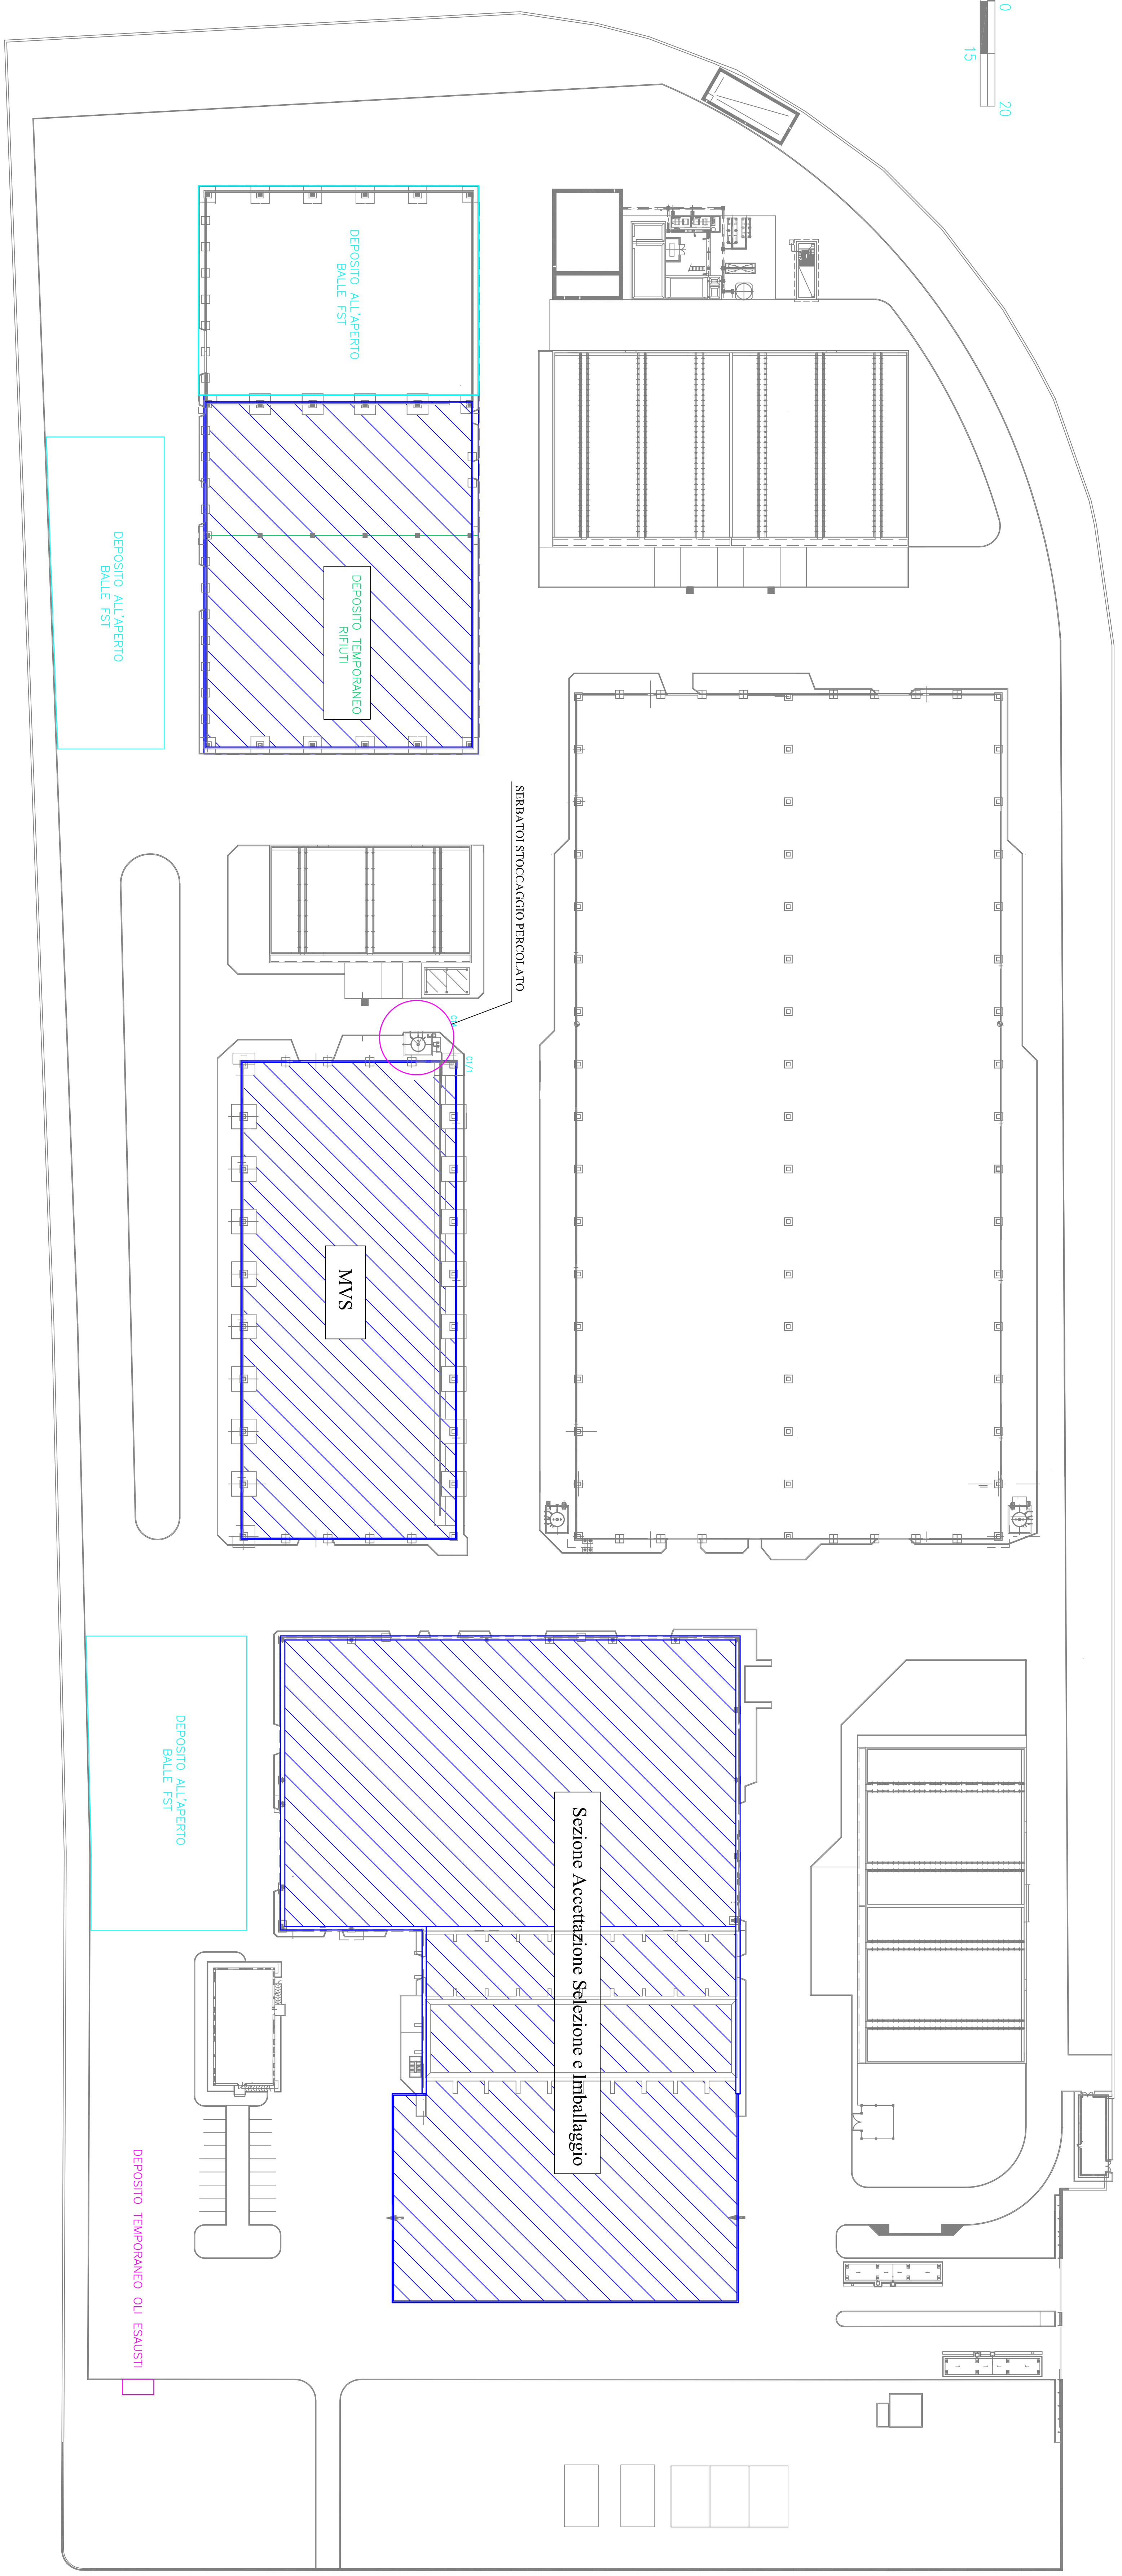 0
15
20
DEPOSITO ALL'APERTO
BALLE FST
DEPOSITO ALL'APERTO
BALLE FST
DEPOSITO TEMPORANEO
RIFIUTI
SERBATOI STOCCAGGIO PERCOLATO
MVS
DEPOSITO ALL'APERTO
BALLE FST
Sezione Accettazione Selezione e Imballaggio
DEPOSITO TEMPORANEO OLI ESAUSTI